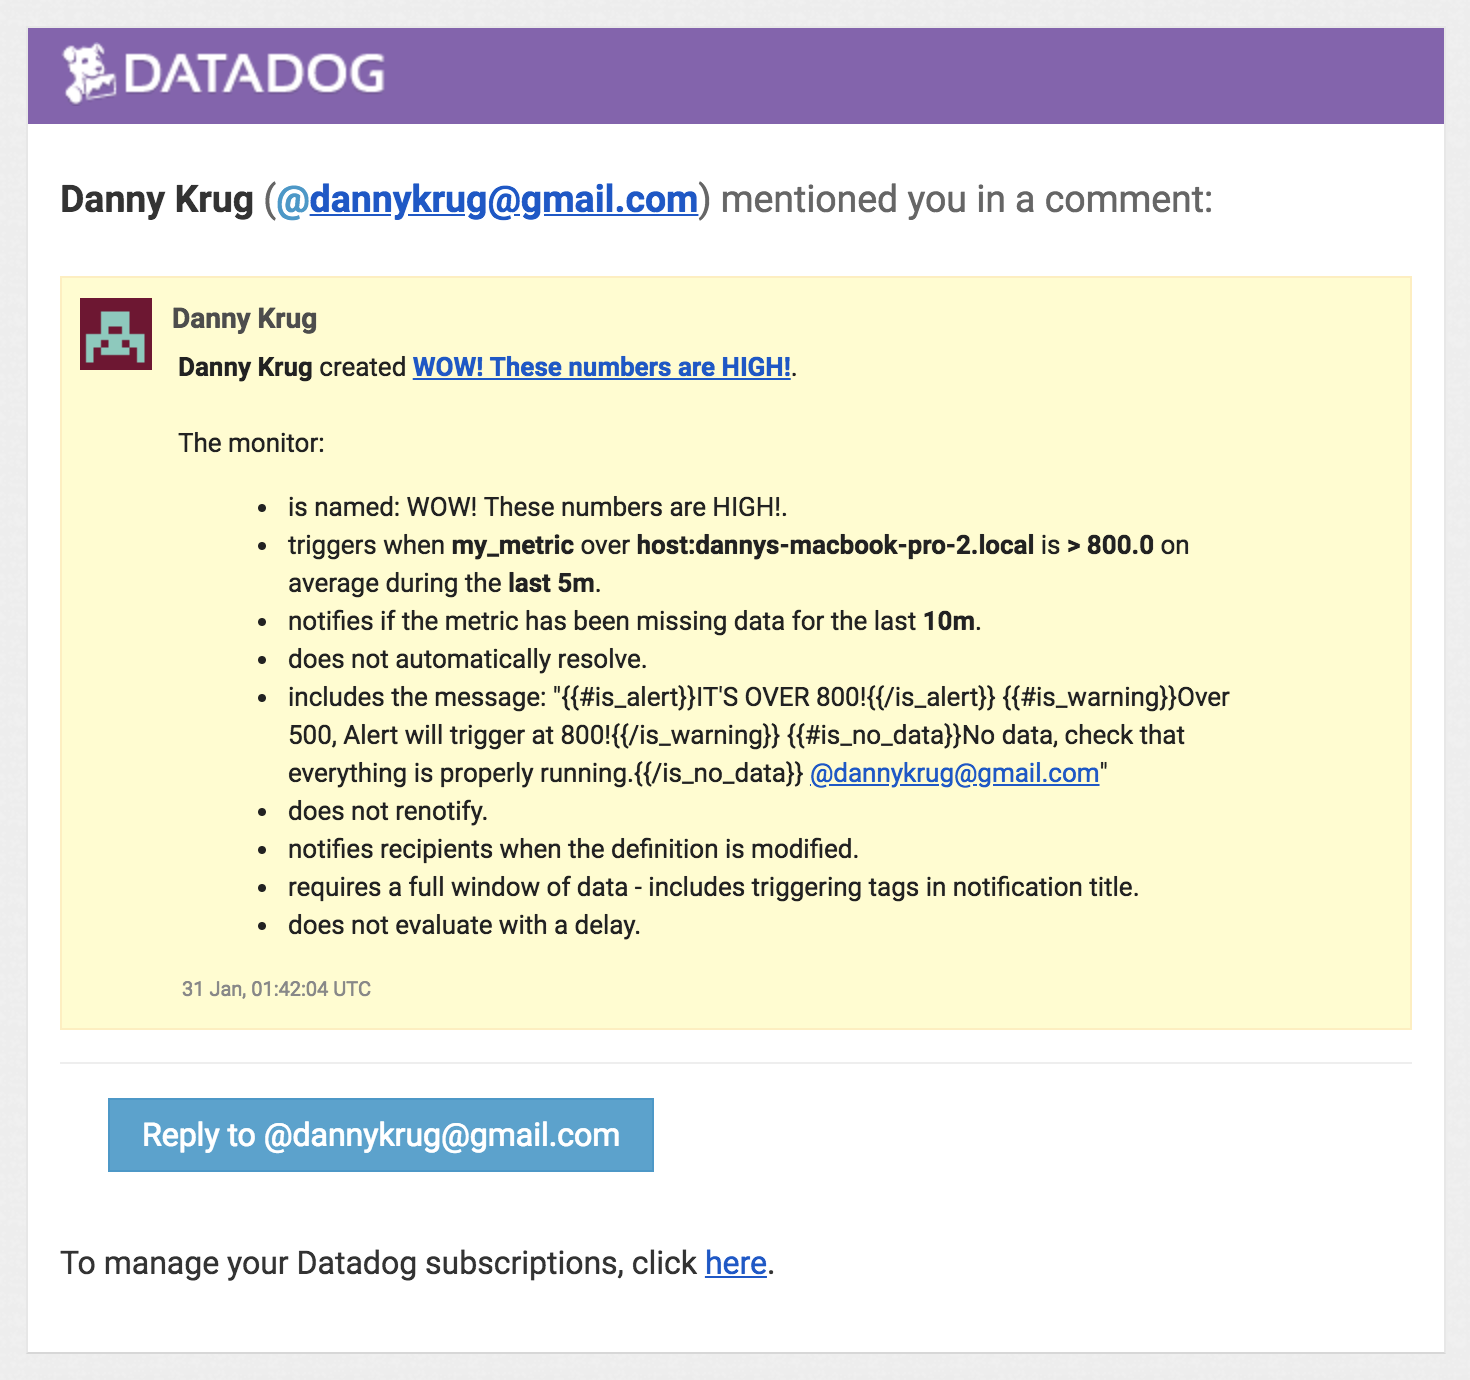 DATADOG
Danny Krug (@dannykrug@gmail.com) mentioned you in a comment:
Danny Krug
Danny Krug created WOW! These numbers are HIGH!.
The monitor:
• is named: WOW! These numbers are HIGH!.
• triggers when my_metric over host:dannys-macbook-pro-2.local is > 800.0 on
average during the last 5m.
• notifies if the metric has been missing data for the last 10m.
• does not automatically resolve.
• includes the message: "{{#is_alert}}IT'S OVER 800!{{/is_alert}} {{#is_warning}}Over
500, Alert will trigger at 800!{{/is_warning}} {{#is_no_data}}No data, check that
everything is properly running.{{/is_no_data}} @dannykrug@gmail.com"
• does not renotify.
• notifies recipients when the definition is modified.
• requires a full window of data - includes triggering tags in notification title.
• does not evaluate with a delay.
31 Jan, 01:42:04 UTC
Reply to @dannykrug@gmail.com
To manage your Datadog subscriptions, click here.